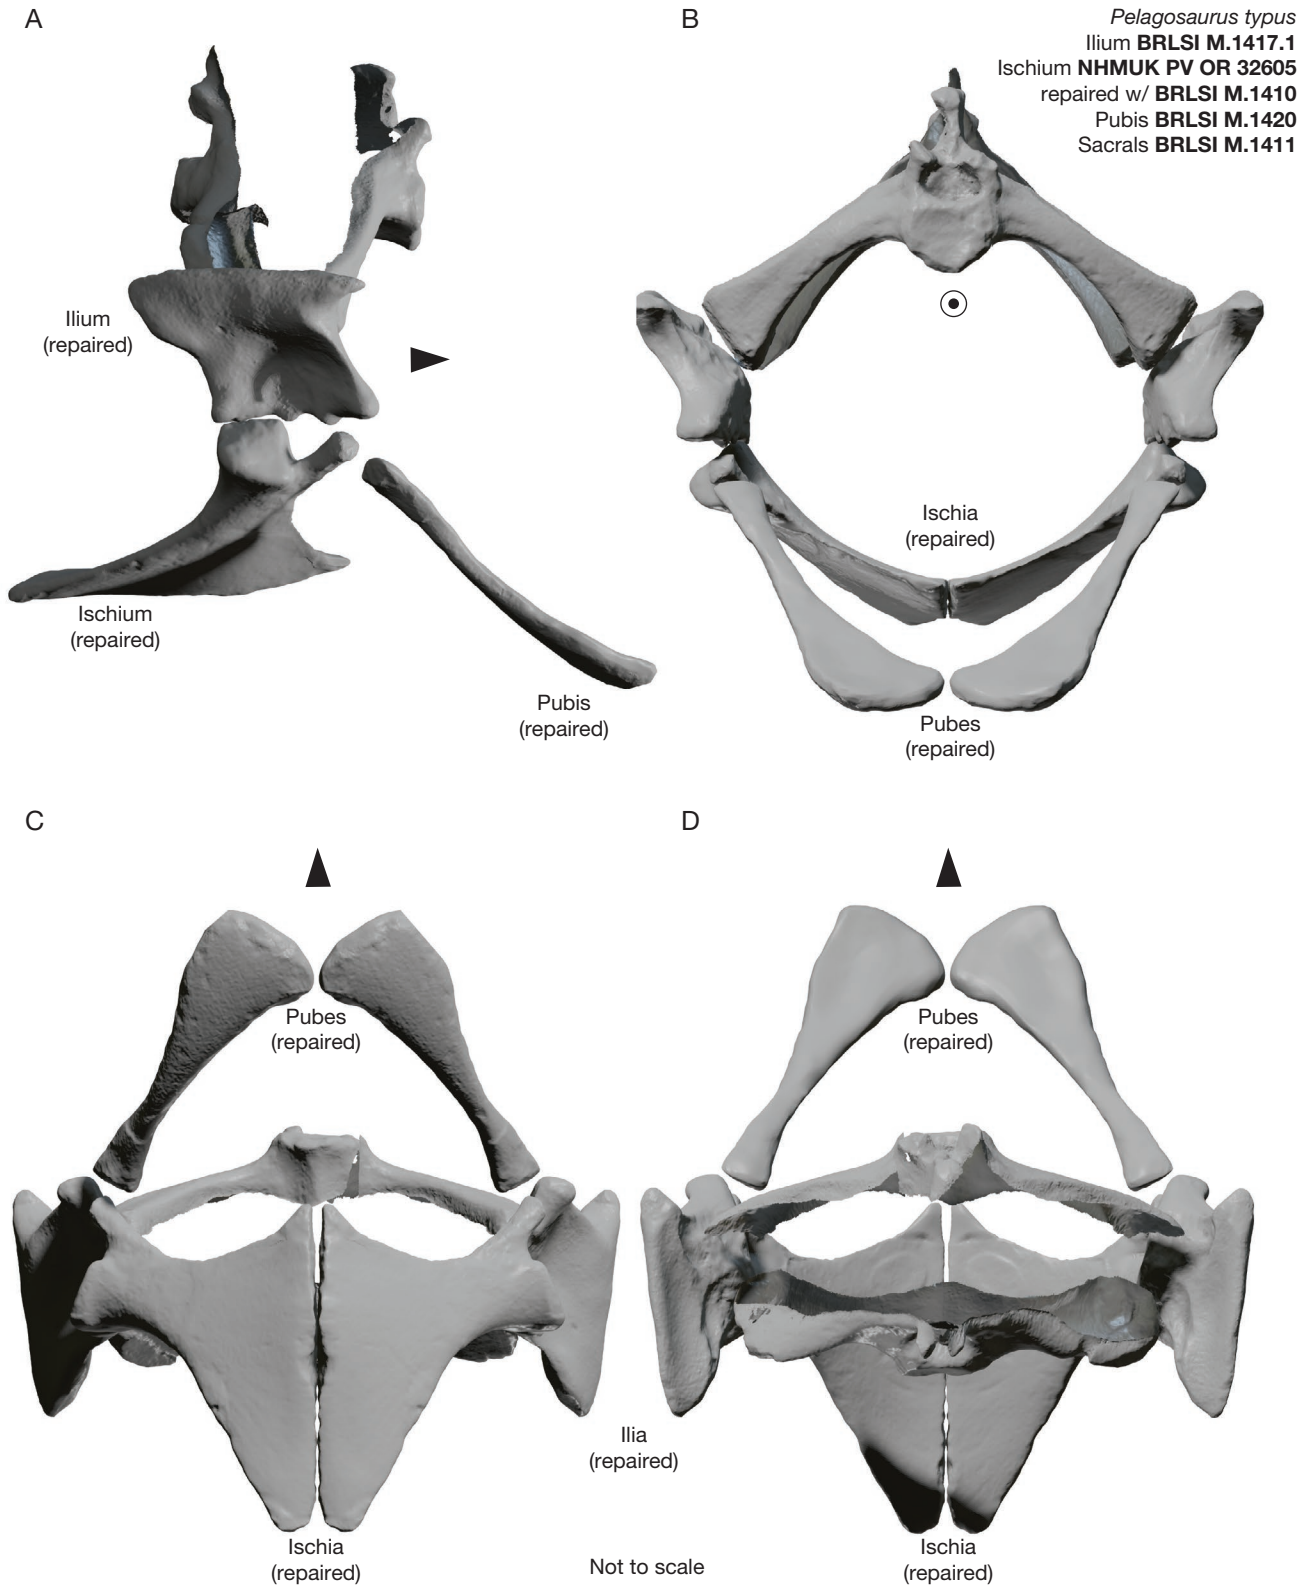 A
B
Pelagosaurus typus
Ilium BRLSI M.1417.1
Ischium NHMUK PV OR 32605
repaired w/ BRLSI M.1410
Pubis BRLSI M.1420
Sacrals BRLSI M.1411
Ilium
(repaired)
Ischium
(repaired)
Pubis
(repaired)
Ischia
(repaired)
Pubes
(repaired)
C
D
Pubes
(repaired)
Pubes
(repaired)
Ilia
(repaired)
Ischia
(repaired)
Not to scale
Ischia
(repaired)